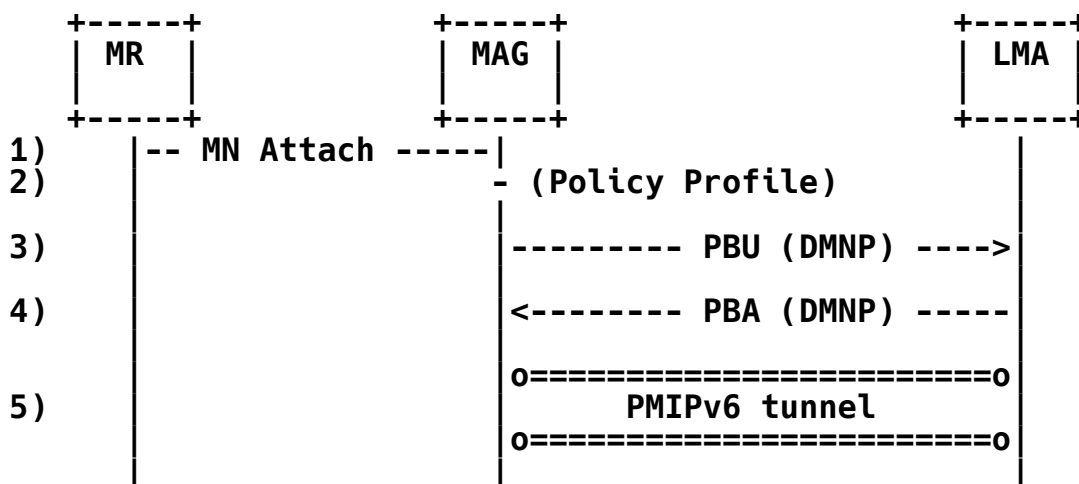 +-----+ +-----+ +-----+
| MR | | MAG | | LMA |
| | | | | |
+-----+ +-----+ +-----+
1) |-- MN Attach -----| |
2) | - (Policy Profile) |
| | |
3) | |--------- PBU (DMNP) ---->|
| | |
4) | |<-------- PBA (DMNP) -----|
| | |
| |o========================o|
5) | | PMIPv6 tunnel |
| |o========================o|
| | |